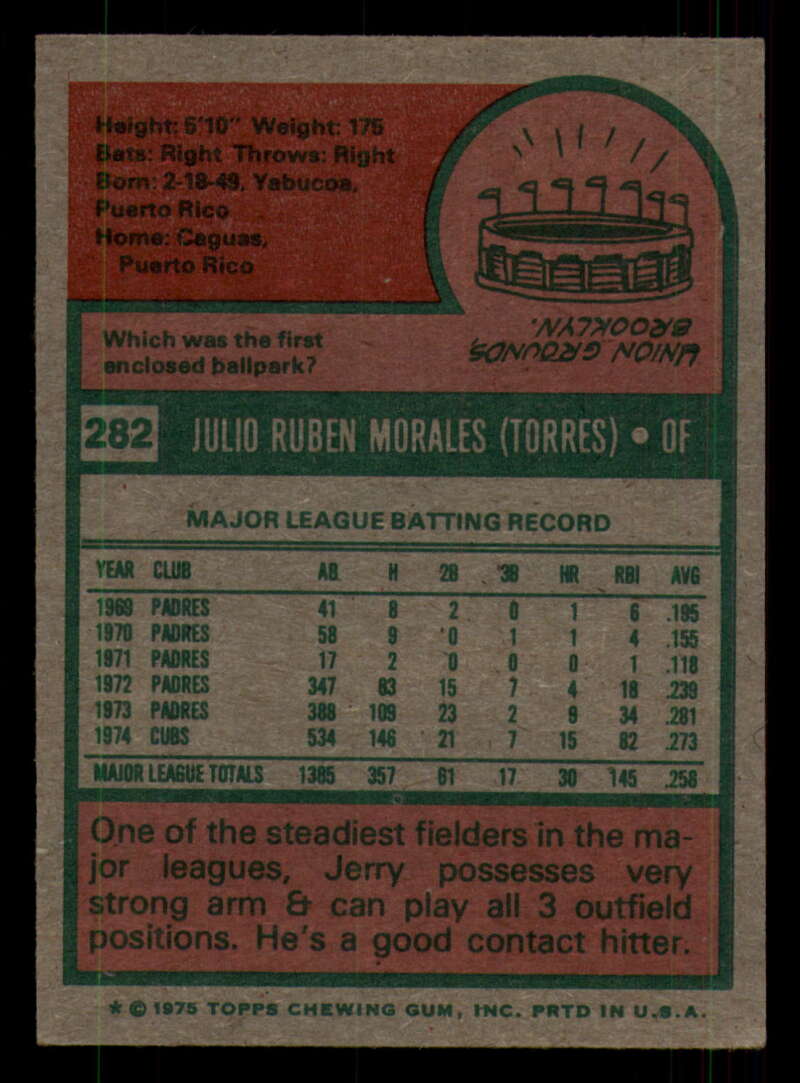 Height: 5'10" Weight: 175
Bats: Right Throws: Right
Born: 2-18-49, Yabucoa,
Puerto Rico
Home: Caguas,
Puerto Rico
Which was the first
enclosed ballpark?
UNION GROUNDS,
BROOKLYN.
282 JULIO RUBEN MORALES (TORRES) • OF
MAJOR LEAGUE BATTING RECORD
YEAR CLUB AB H 2B 3B HR RBI AVG
1969 PADRES 41 8 2 0 1 6 .195
1970 PADRES 58 9 0 1 1 4 .155
1971 PADRES 17 2 0 0 0 1 .118
1972 PADRES 347 83 15 7 4 18 .239
1973 PADRES 388 109 23 2 9 34 .281
1974 CUBS 534 146 21 7 15 82 .273
MAJOR LEAGUE TOTALS 1385 357 61 17 30 145 .258
One of the steadiest fielders in the ma-
jor leagues, Jerry possesses very
strong arm & can play all 3 outfield
positions. He's a good contact hitter.
* © 1975 TOPPS CHEWING GUM, INC. PRTD IN U.S.A.